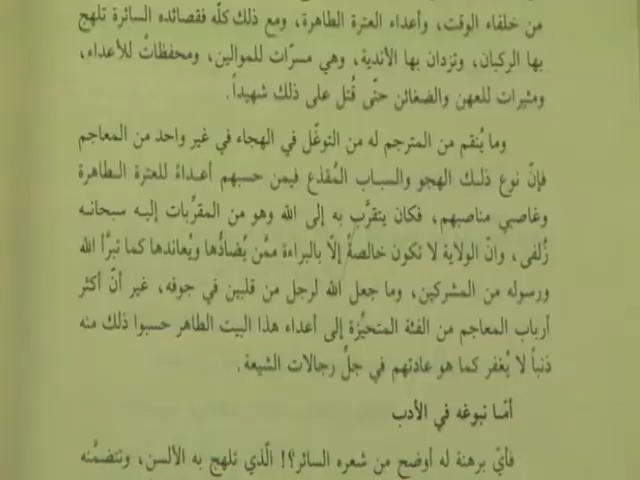 من خلفاء الوقت، وأعداء العترة الطاهرة، ومع ذلك كلّه فقصائده السائرة تلهج
بها الركبان، وتزدان بها الأندية، وهي مسرّات للموالين، ومحفظات للأعداء،
ومثيرات للعهن والضغائن حتّى قُتل على ذلك شهيداً.
وما يُنقم من المترجم له من التوغّل في الهجاء في غير واحد من المعاجم
فإنّ نوع ذلك الهجو والسباب المُقذع فيمن حسبهم أعداءً للعترة الطاهرة
وغاصبي مناصبهم، فكان يتقرَّب به إلى الله وهو من المقرُّبات إليه سبحانه
زُلفى، وانّ الولاية لا تكون خالصةً إلّا بالبراءة ممَّن يُضادُّها ويُعاندها كما تبرَّأ الله
ورسوله من المشركين، وما جعل الله لرجل من قلبين في جوفه، غير أنّ أكثر
أرباب المعاجم من الفئة المتحيُّزة إلى أعداء هذا البيت الطاهر حسبوا ذلك منه
ذنباً لا يُغفر كما هو عادتهم في جلُّ رجالات الشيعة.
أمّا نبوغه في الأدب
فأيّ برهنة له أوضح من شعره السائر؟! الّذي تلهج به الألسن، وتتضمَّنه